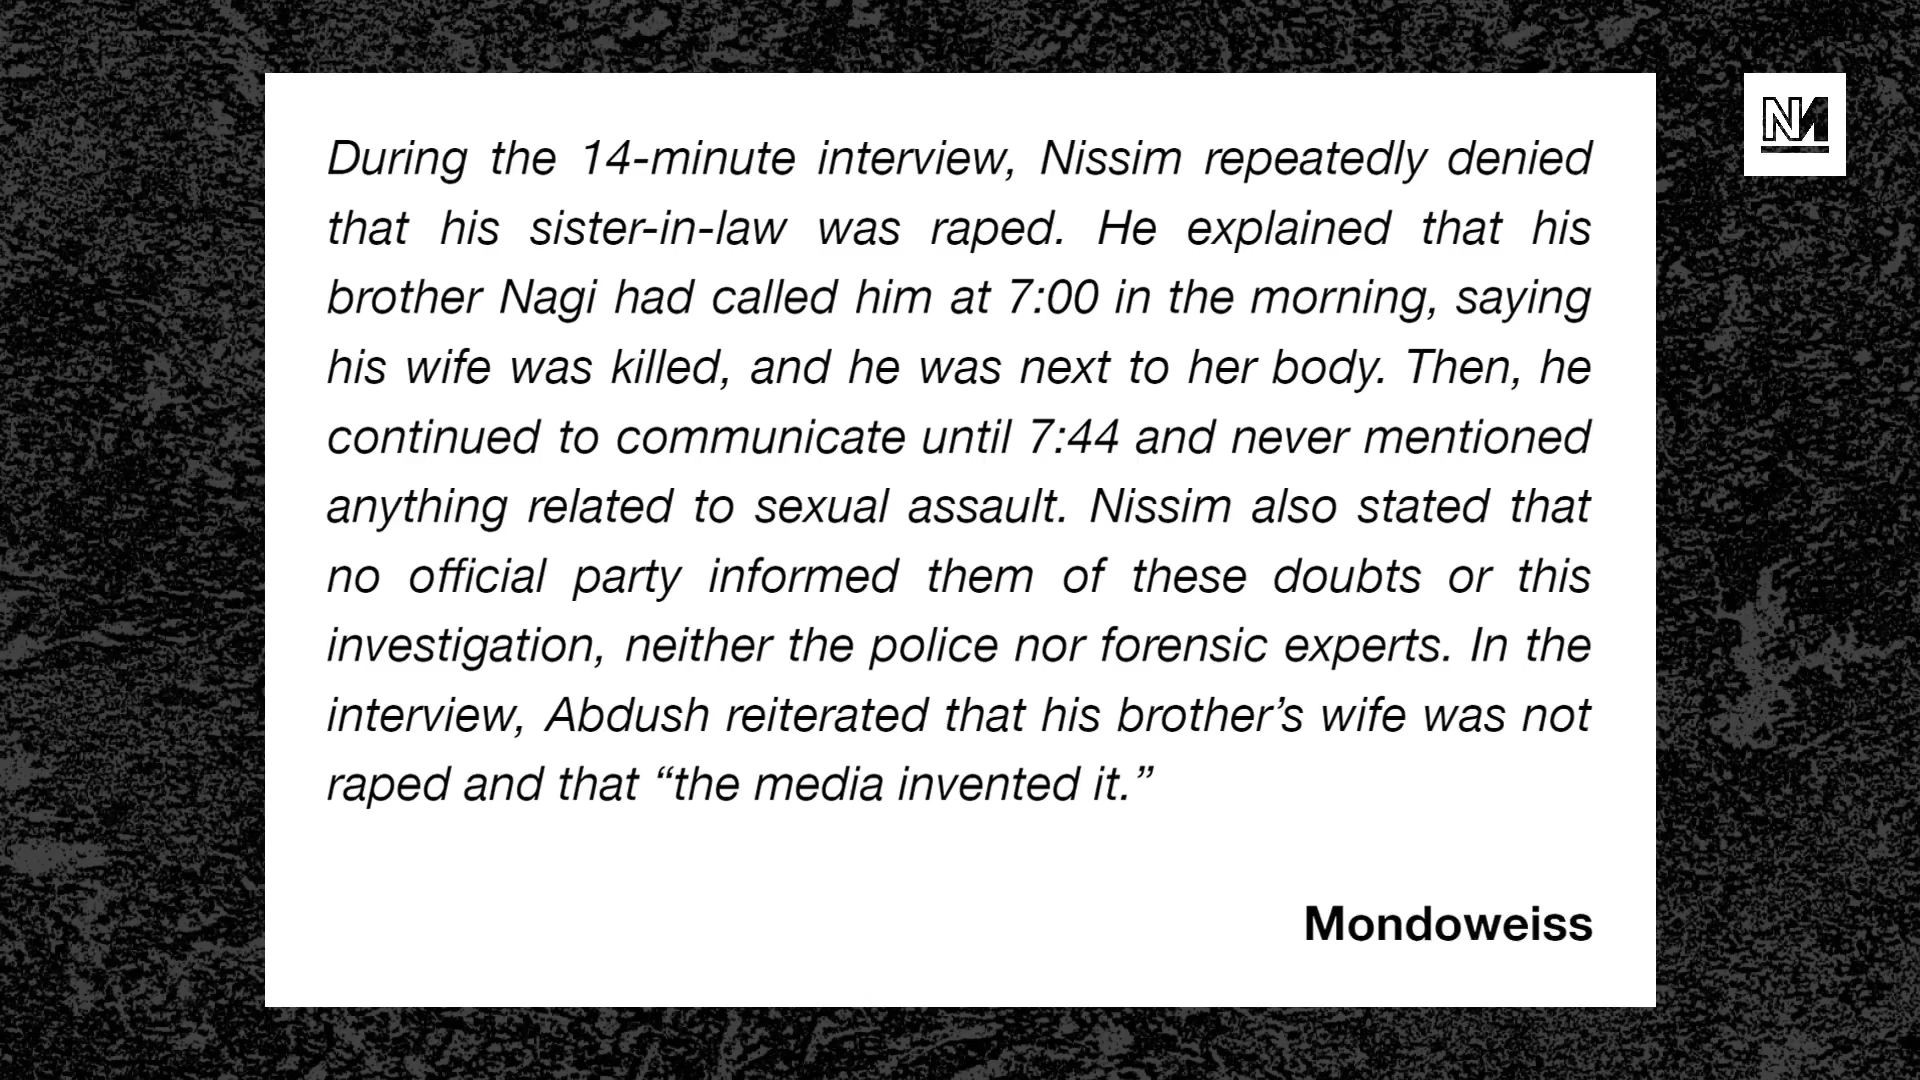 During the 14-minute interview, Nissim repeatedly denied
that his sister-in-law was raped. He explained that his
brother Nagi had called him at 7:00 in the morning, saying
his wife was killed, and he was next to her body. Then, he
continued to communicate until 7:44 and never mentioned
anything related to sexual assault. Nissim also stated that
no official party informed them of these doubts or this
investigation, neither the police nor forensic experts. In the
interview, Abdush reiterated that his brother’s wife was not
raped and that “the media invented it.”
Mondoweiss
NM